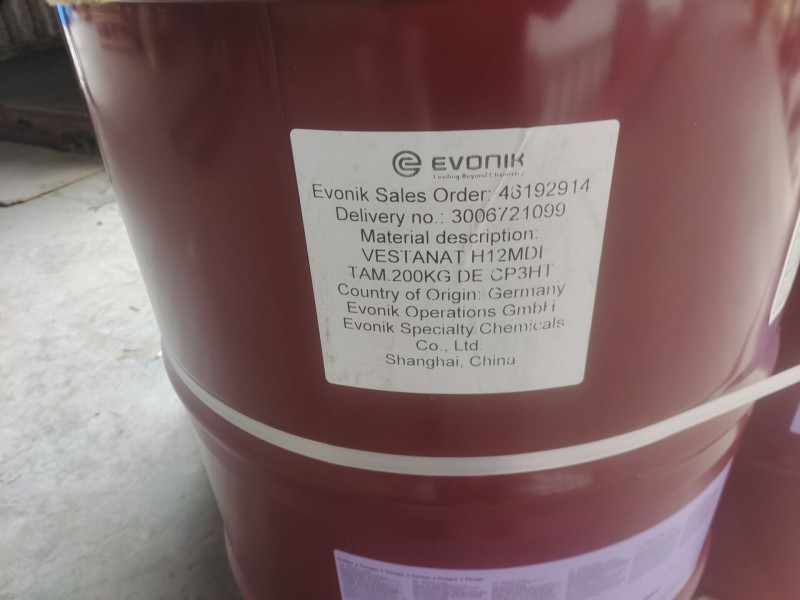 EVONIK
Leading Beyond Chemistry
Evonik Sales Order: 46192914
Delivery no.: 3006721099
Material description:
VESTANAT H12MDI
TAM.200KG DE CP3HT
Country of Origin: Germany
Evonik Operations GmbH
Evonik Specialty Chemicals
Co., Ltd
Shanghai, China